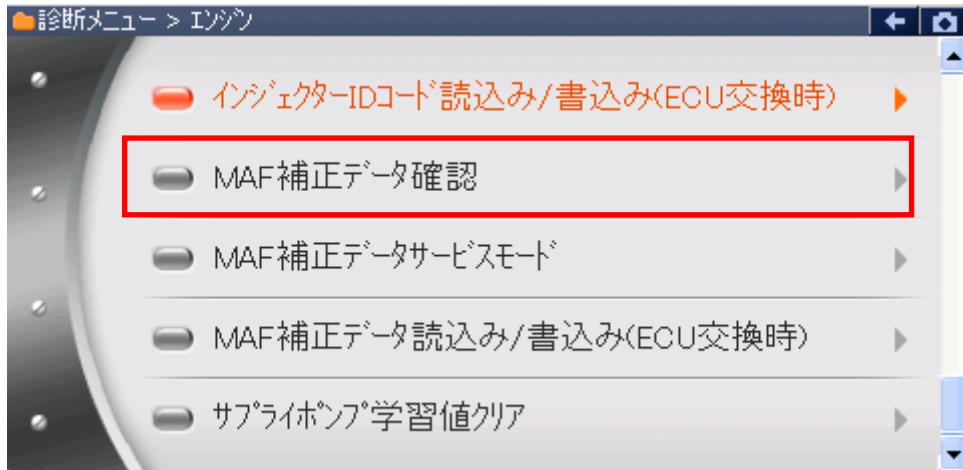 診断メニュー > エンジン
インジェクターIDコード読込み/書込み(ECU交換時)
MAF補正データ確認
MAF補正データサービスモード
MAF補正データ読込み/書込み(ECU交換時)
サプライポンプ学習値クリア